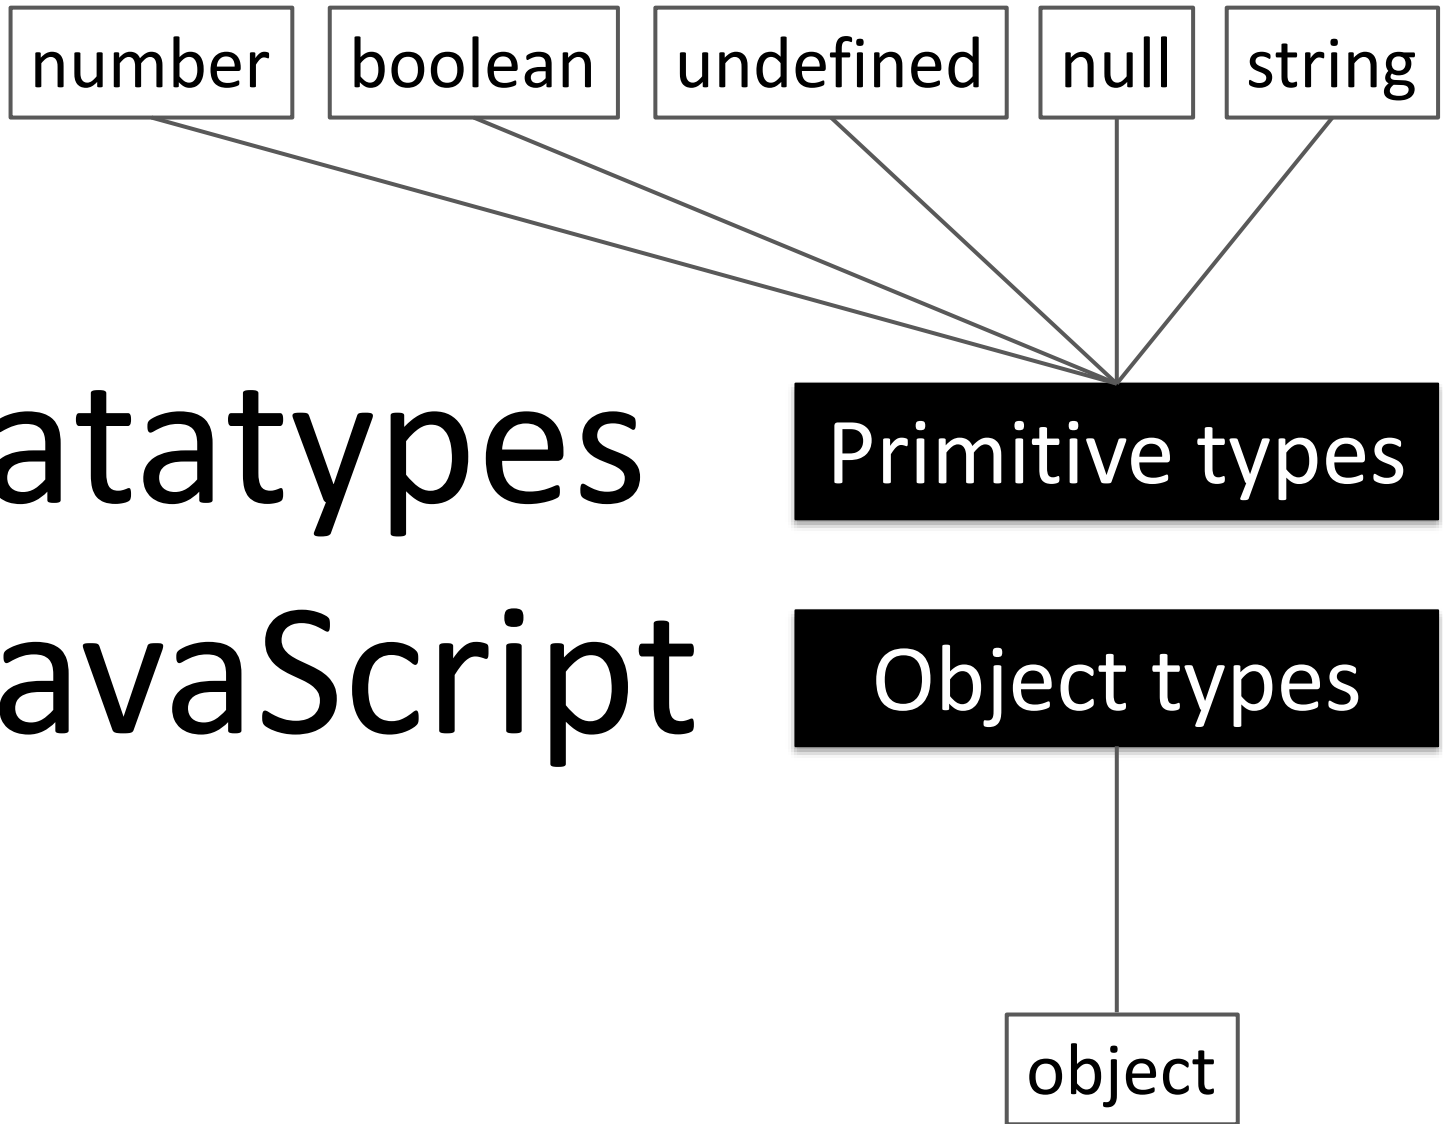 number boolean undefined null string
atatypes
Primitive types
avaScript
Object types
object